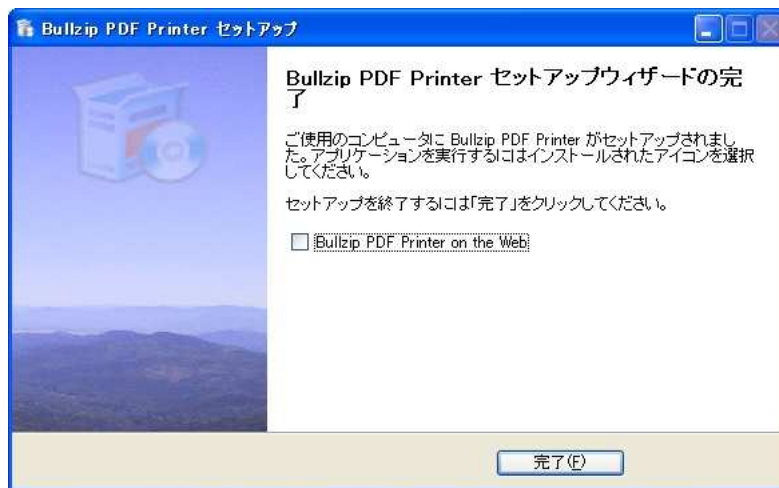 Bullzip PDF Printer セットアップ
Bullzip PDF Printer セットアップウィザードの完
了
ご使用のコンピュータに Bullzip PDF Printer がセットアップされまし
た。アプリケーションを実行するにはインストールされたアイコンを選択
してください。
セットアップを終了するには「完了」をクリックしてください。
Bullzip PDF Printer on the Web
完了(F)